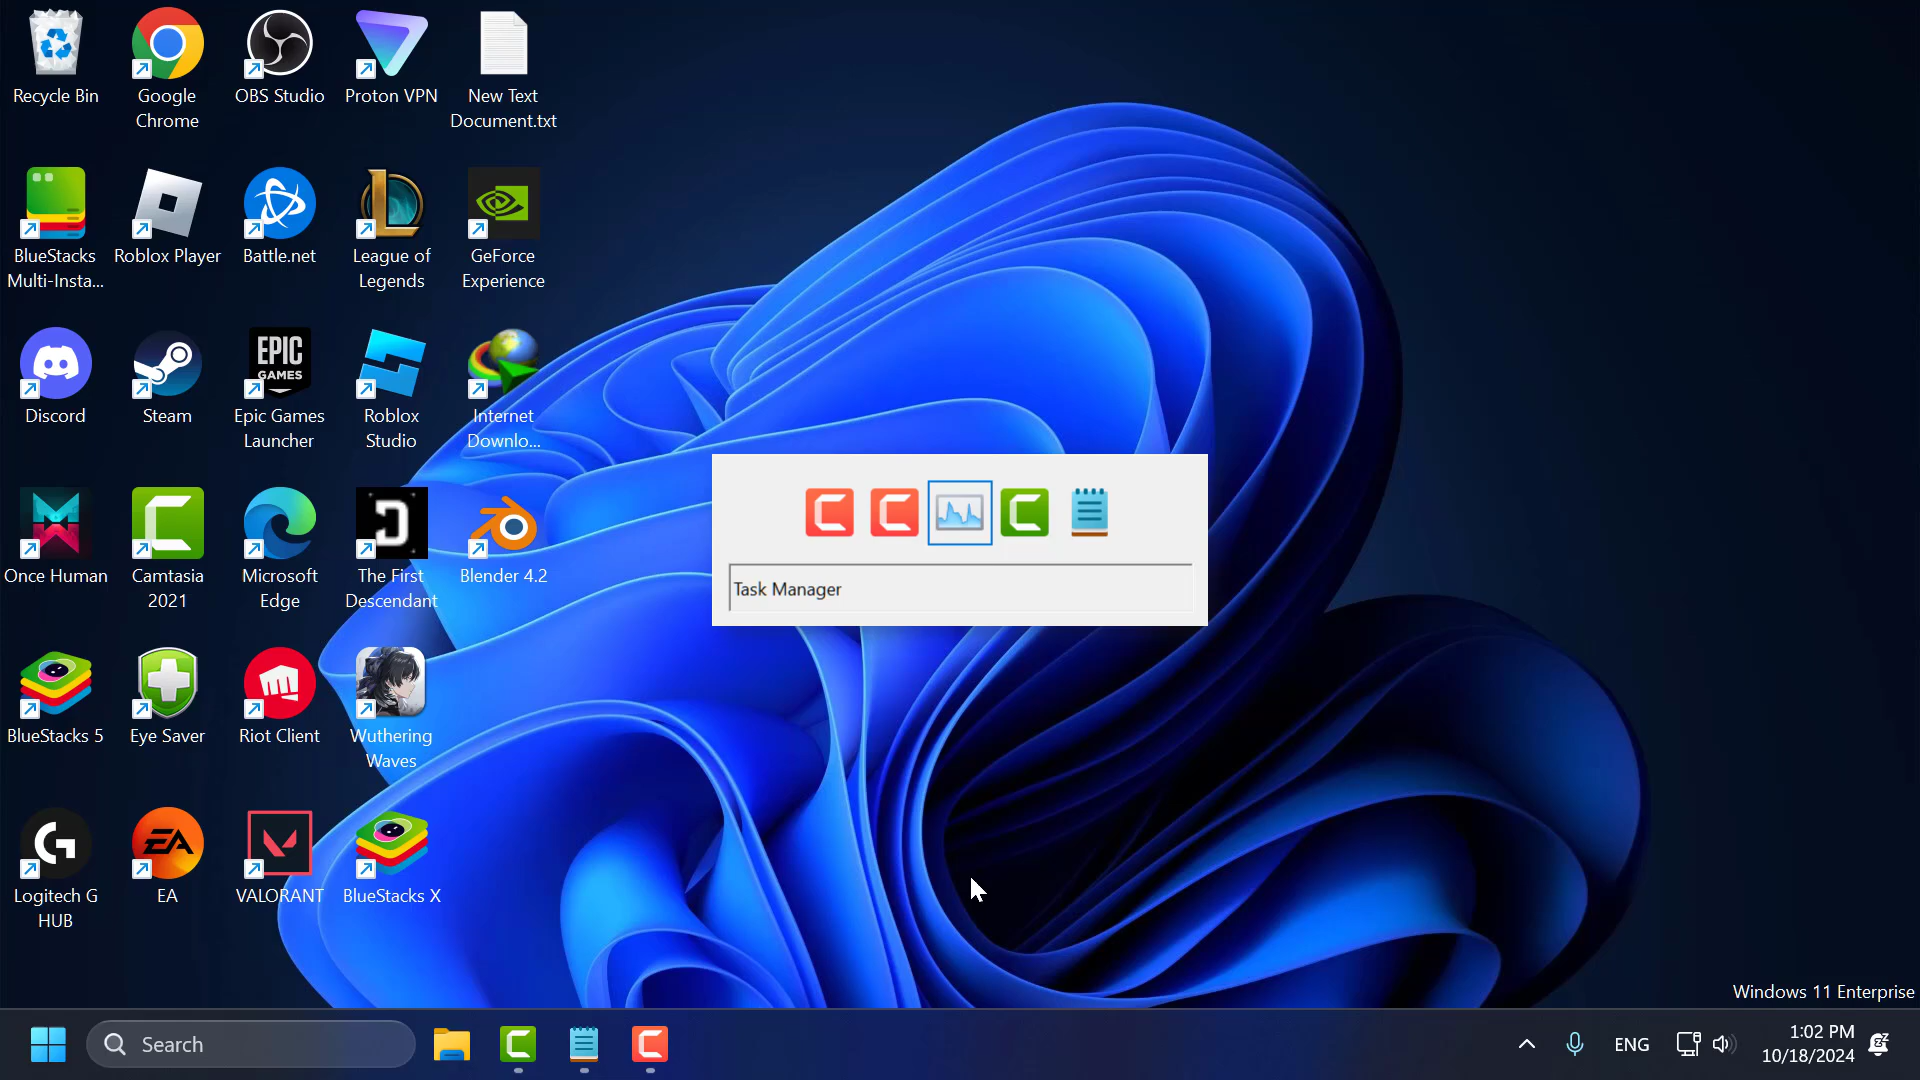 Recycle Bin
Google
Chrome
OBS Studio
Proton VPN
New Text
Document.txt
BlueStacks
Multi-Insta...
Roblox Player
Battle.net
League of
Legends
GeForce
Experience
Discord
Steam
EPIC
GAMES
Epic Games
Launcher
Roblox
Studio
Internet
Downlo...
Once Human
Camtasia
2021
Microsoft
Edge
The First
Descendant
Blender 4.2
Task Manager
BlueStacks 5
Eye Saver
Riot Client
Wuthering
Waves
Logitech G
HUB
EA
EA
VALORANT
BlueStacks X
Windows 11 Enterprise
Search
ENG
1:02 PM
10/18/2024